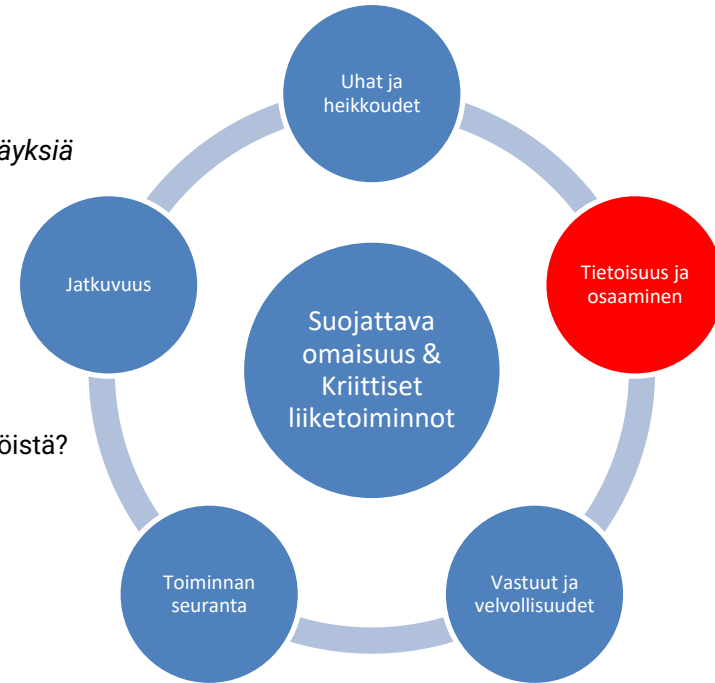 Uhat ja
heikkoudet
äyksiä
Jatkuvuus
Tietoisuus ja
osaaminen
Suojattava
omaisuus &
Kriittiset
liiketoiminnot
öistä?
Toiminnan
seuranta
Vastuut ja
velvollisuudet